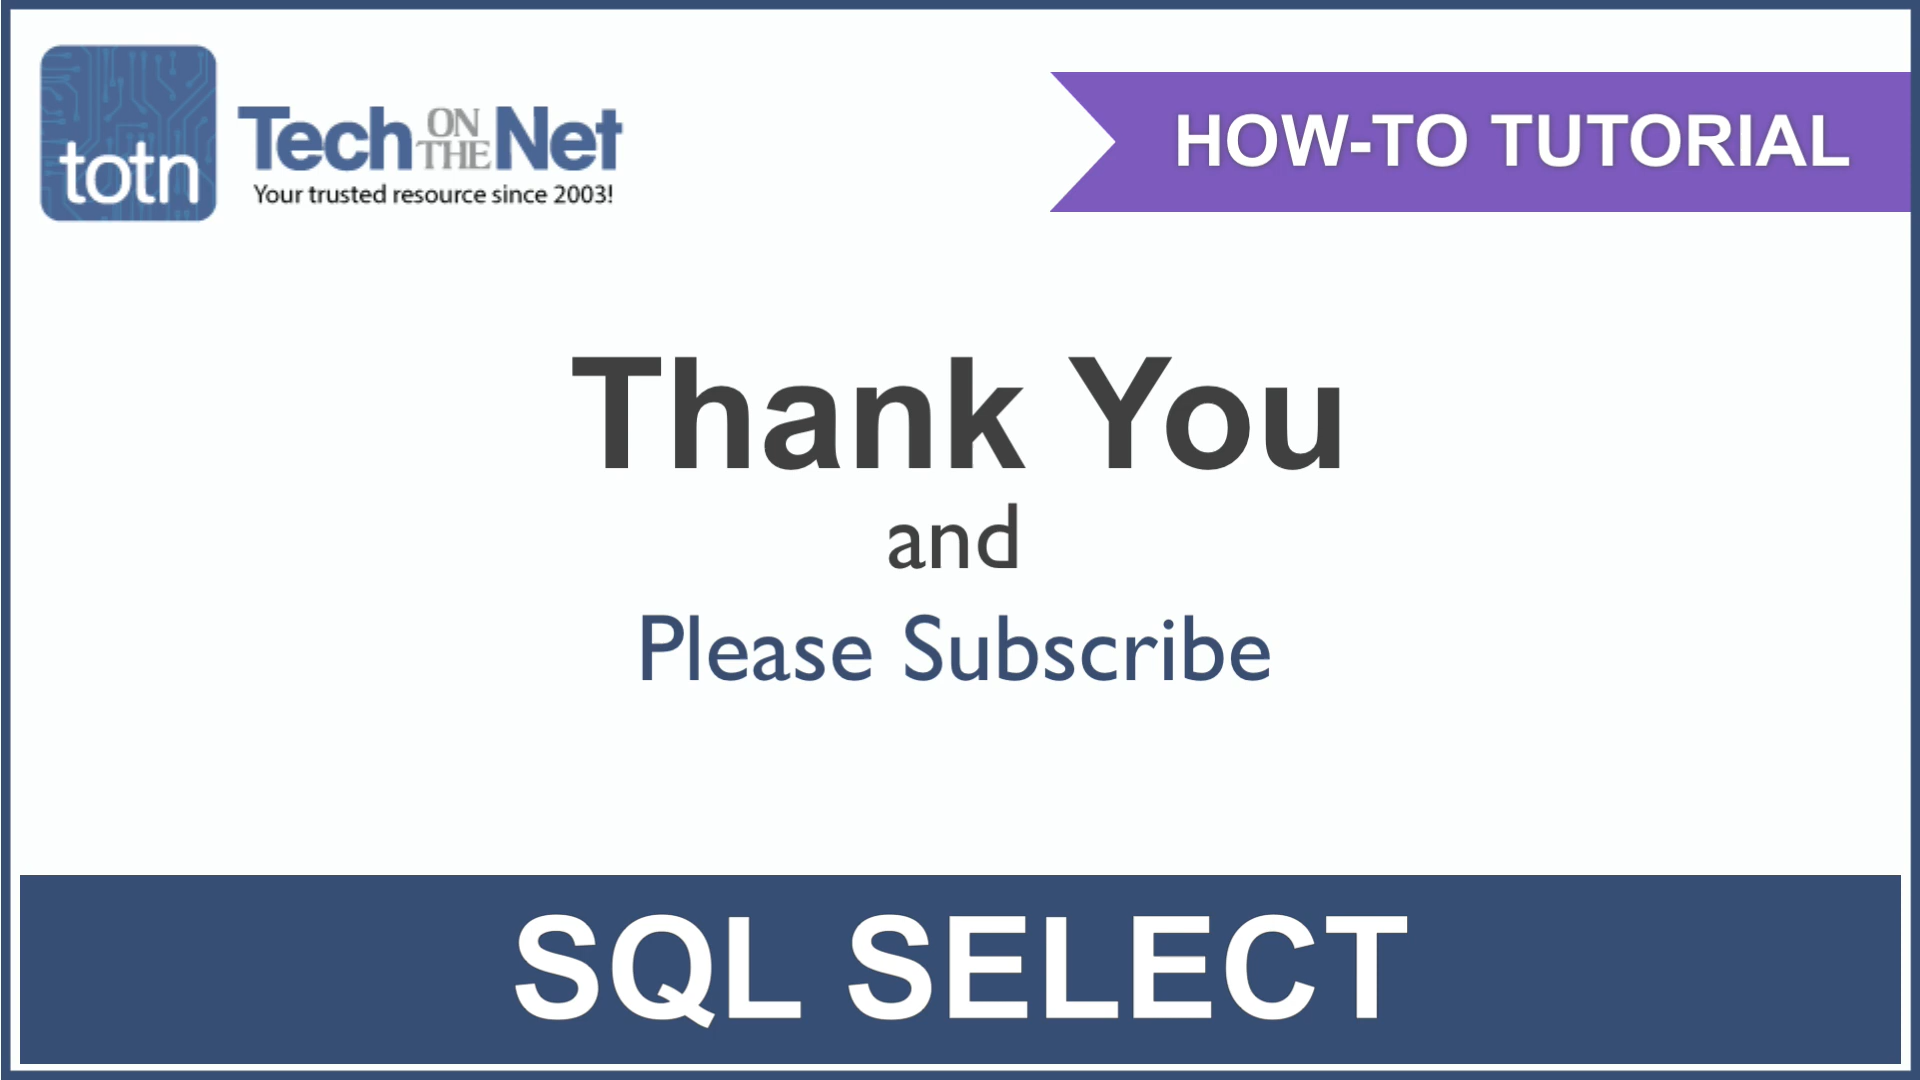 totn
Tech ON THE Net
Your trusted resource since 2003!
HOW-TO TUTORIAL
Thank You
and
Please Subscribe
SQL SELECT